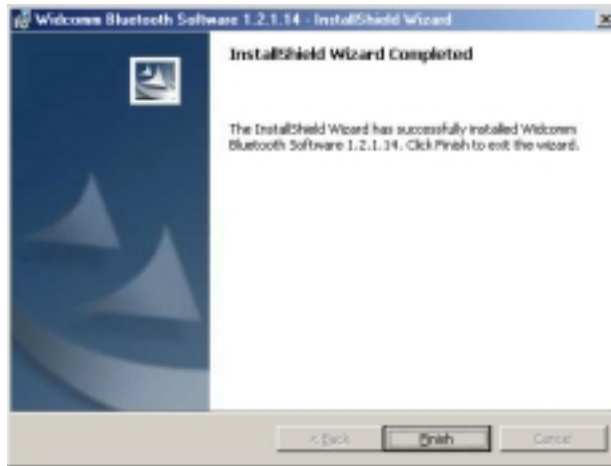 Widcomm Bluetooth Software 1.2.1.14 - InstallShield Wizard
InstallShield Wizard Completed
The InstallShield Wizard has successfully installed Widcomm
Bluetooth Software 1.2.1.14. Click Finish to exit the wizard.
< Back
Finish
Cancel